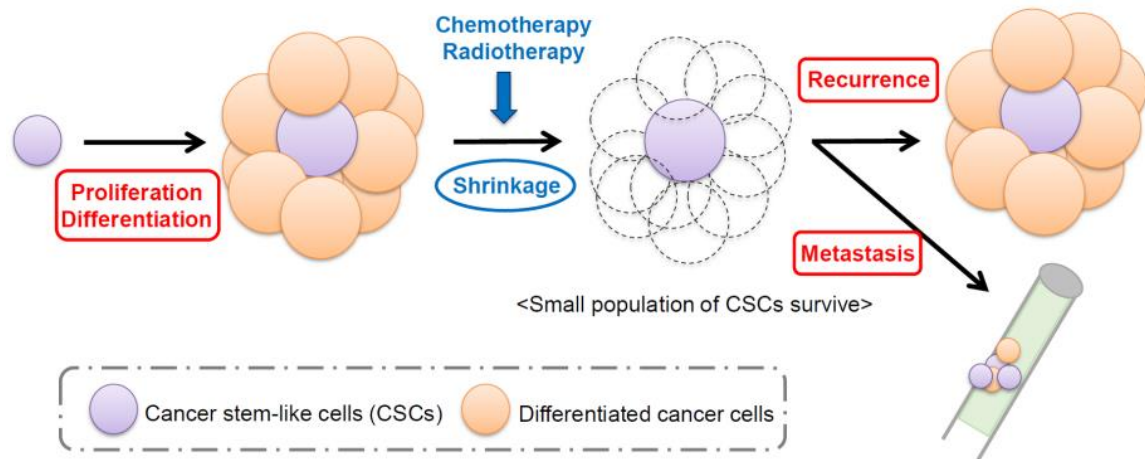 Chemotherapy
Radiotherapy
Recurrence
Proliferation
Differentiation
Shrinkage
Metastasis
<Small population of CSCs survive>
Cancer stem-like cells (CSCs)
Differentiated cancer cells